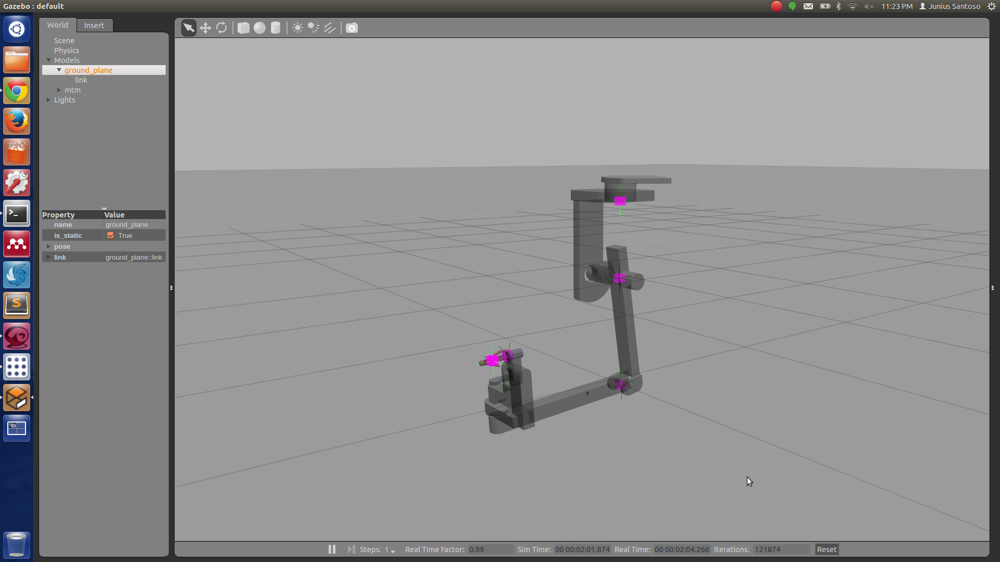 Gazebo : default
11:23 PM Junius Santoso
World Insert
Scene
Physics
Models
ground_plane
link
mtm
Lights
Property Value
name ground_plane
is_static True
pose
link ground_plane::link
Steps: 1 Real Time Factor: 0.99 Sim Time: 00 00:02:01.874 Real Time: 00 00:02:04.266 Iterations: 121874 Reset